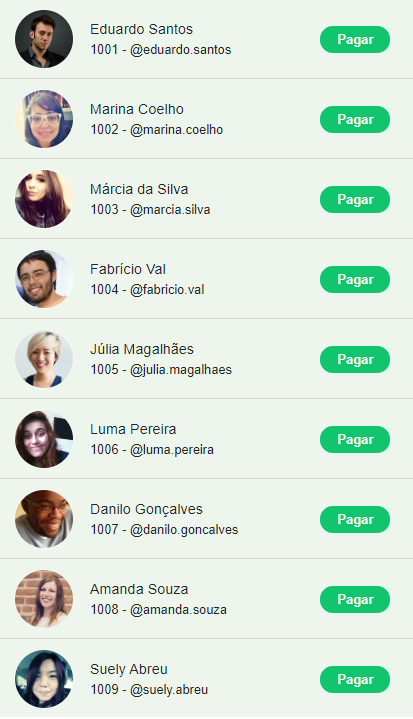 Eduardo Santos
1001 - @eduardo.santos
Pagar
Marina Coelho
1002 - @marina.coelho
Pagar
Márcia da Silva
1003 - @marcia.silva
Pagar
Fabrício Val
1004 - @fabricio.val
Pagar
Júlia Magalhães
1005 - @julia.magalhaes
Pagar
Luma Pereira
1006 - @luma.pereira
Pagar
Danilo Gonçalves
1007 - @danilo.goncalves
Pagar
Amanda Souza
1008 - @amanda.souza
Pagar
Suely Abreu
1009 - @suely.abreu
Pagar